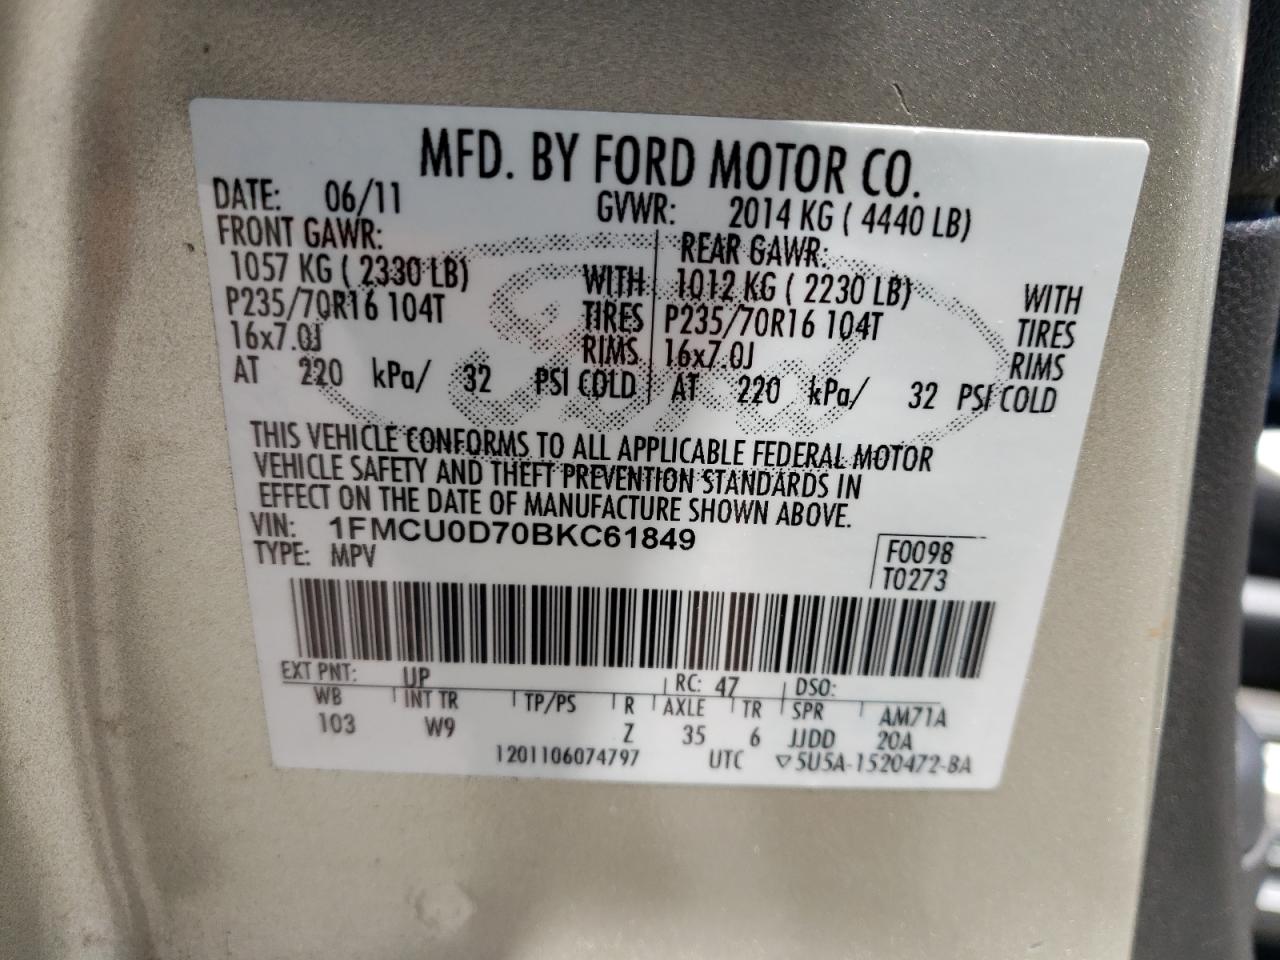 MFD. BY FORD MOTOR CO.
DATE: 06/11 GVWR: 2014 KG ( 4440 LB)
FRONT GAWR: REAR GAWR:
1057 KG ( 2330 LB) WITH 1012 KG ( 2230 LB) WITH
P235/70R16 104T TIRES P235/70R16 104T TIRES
16x7.0J RIMS 16x7.0J RIMS
AT 220 kPa/ 32 PSI COLD AT 220 kPa/ 32 PSI COLD
THIS VEHICLE CONFORMS TO ALL APPLICABLE FEDERAL MOTOR
VEHICLE SAFETY AND THEFT PREVENTION STANDARDS IN
EFFECT ON THE DATE OF MANUFACTURE SHOWN ABOVE.
VIN: 1FMCU0D70BKC61849
TYPE: MPV
F0098
T0273
EXT PNT: UP RC: 47 DSO:
WB INT TR TP/PS R AXLE TR SPR AM71A
103 W9 Z 35 6 JJDD 20A
1201106074797 UTC ▽5U5A-1520472-BA
Ford